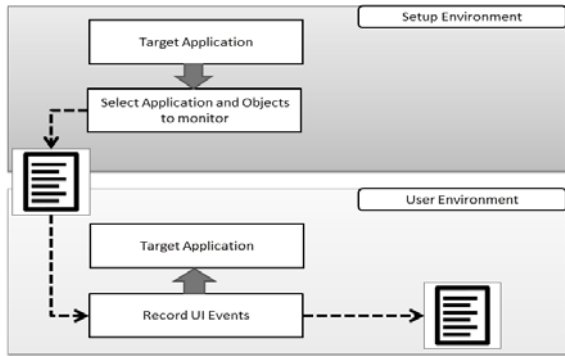 Setup Environment
Target Application
Select Application and Objects
to monitor
User Environment
Target Application
Record UI Events